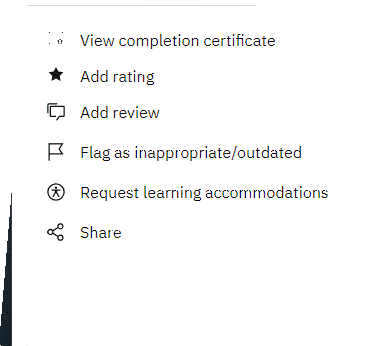 View completion certificate
Add rating
Add review
Flag as inappropriate/outdated
Request learning accommodations
Share